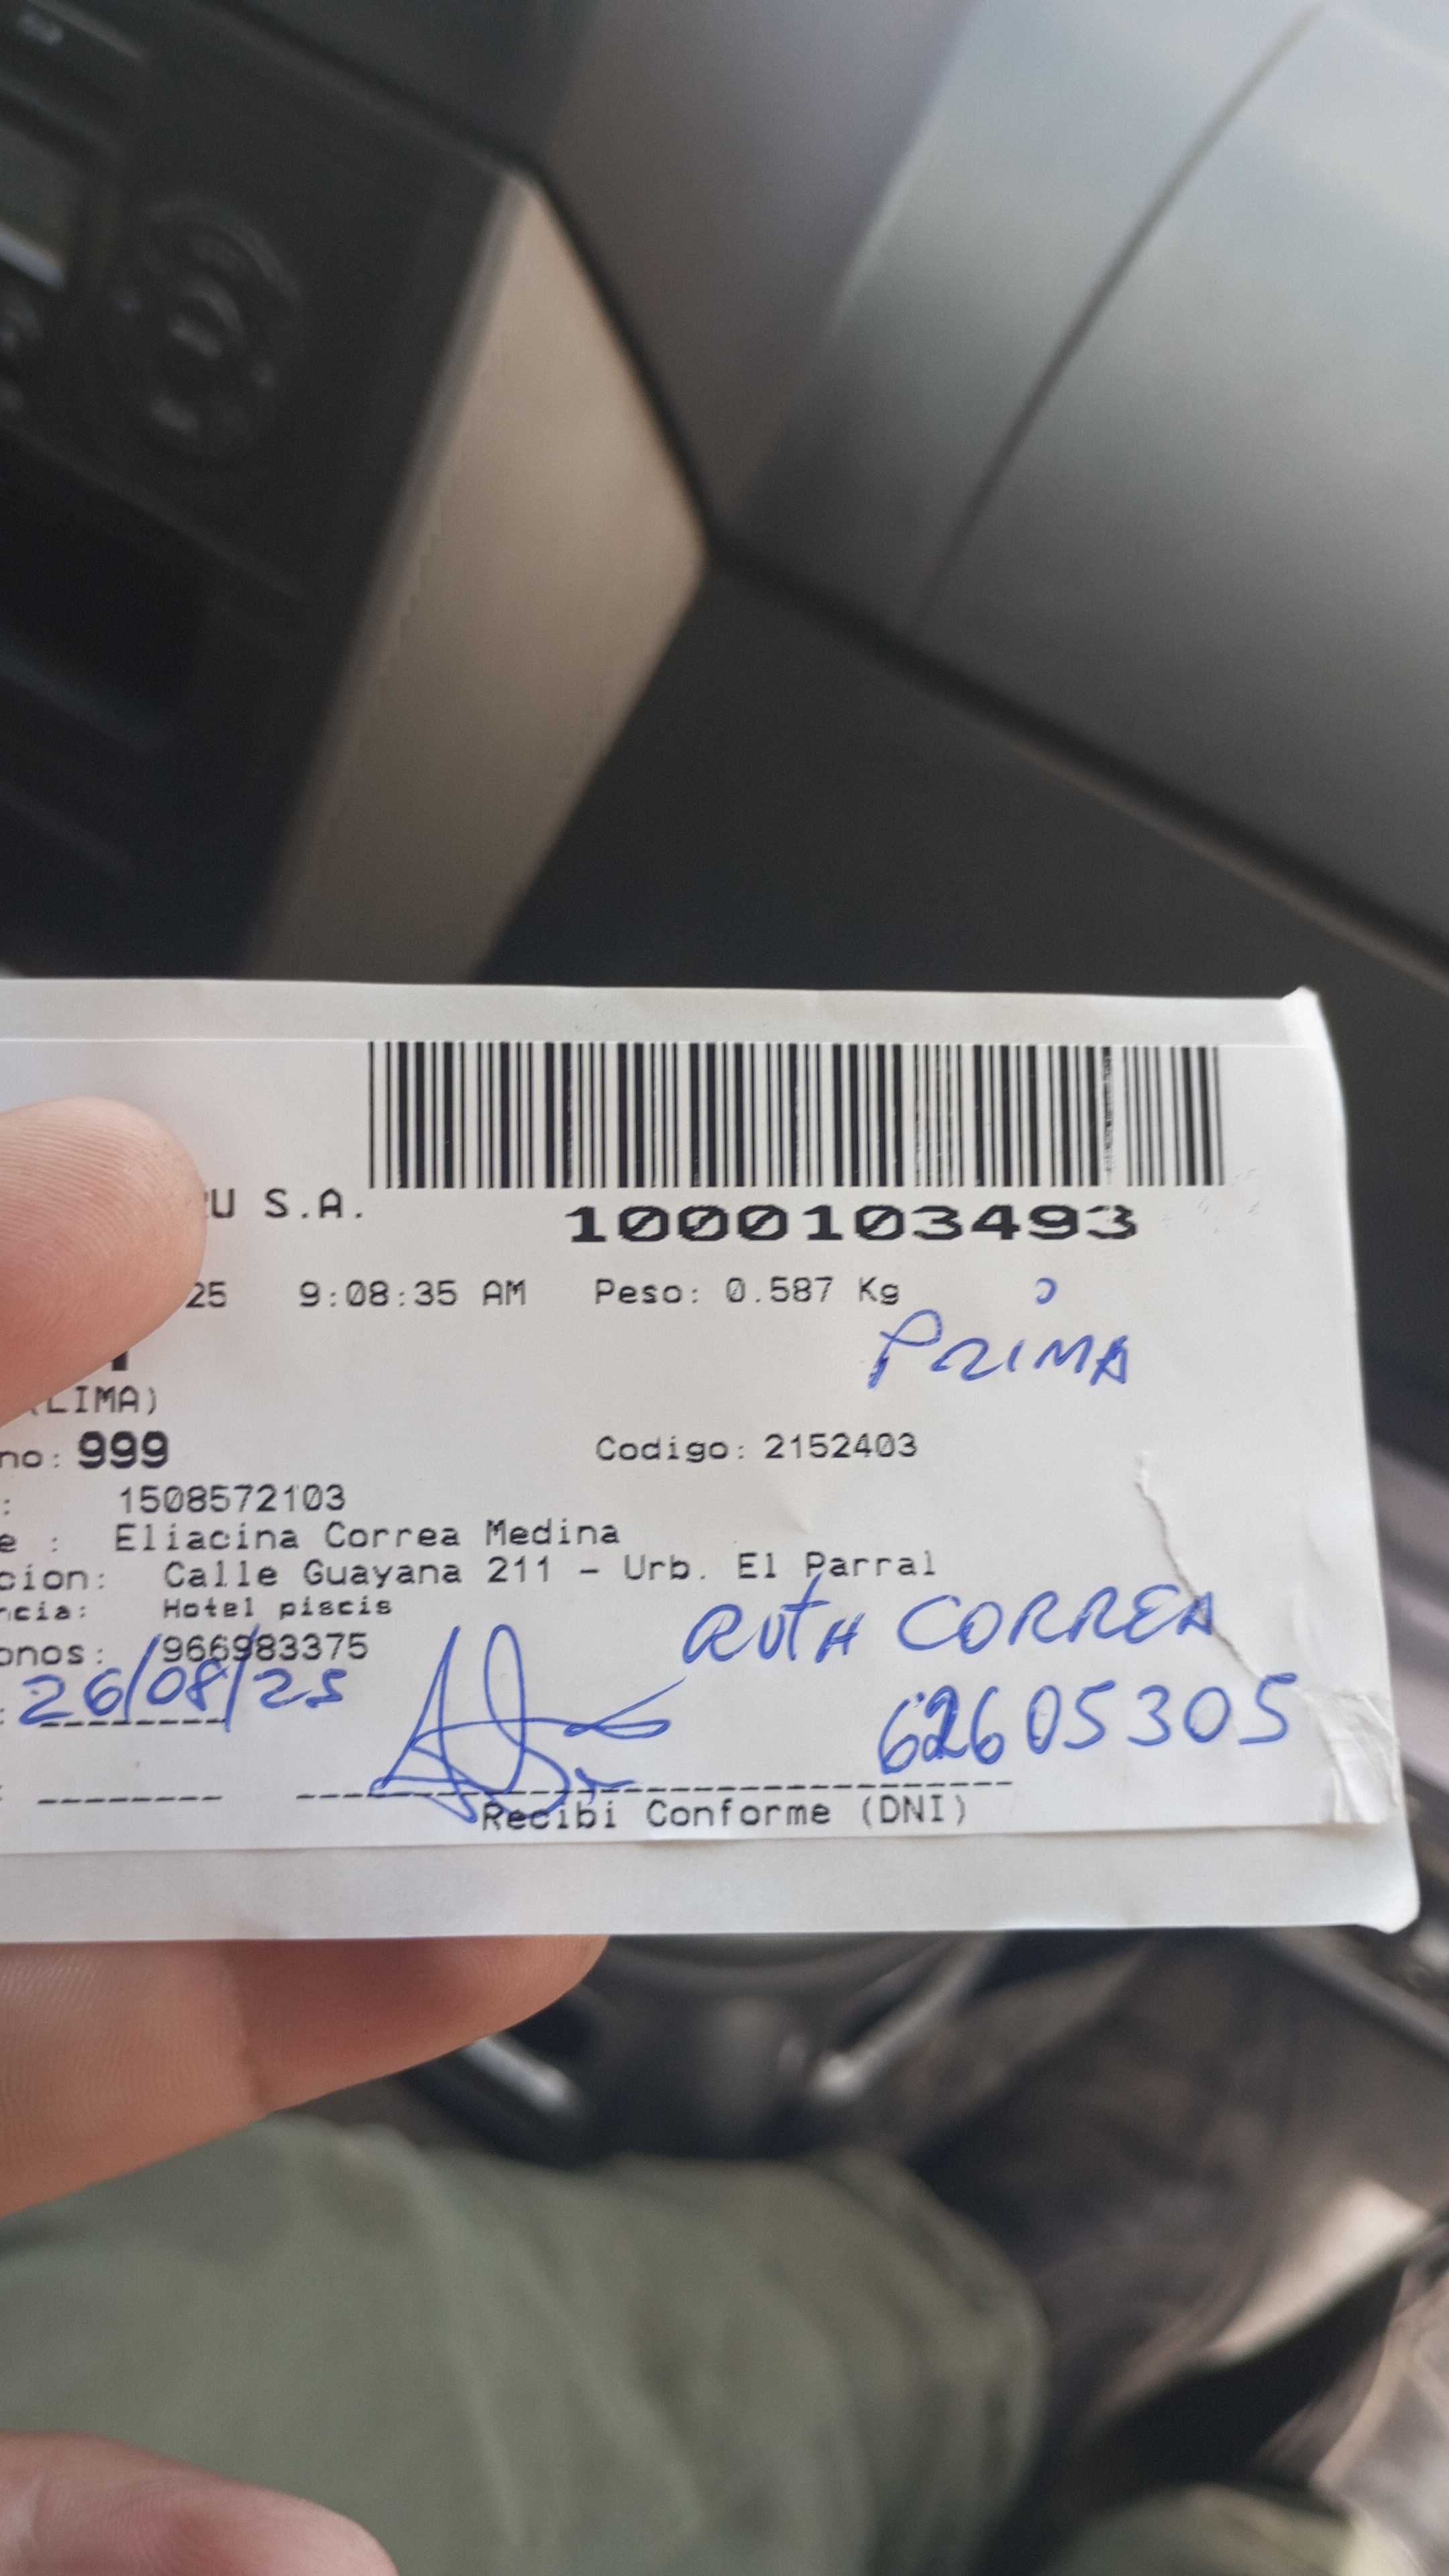 RU S.A.
1000103493
25 9:08:35 AM Peso: 0.587 Kg
PRIMA
(LIMA)
no: 999 Codigo: 2152403
: 1508572103
e : Eliacina Correa Medina
cion: Calle Guayana 211 - Urb. El Parral
ncia: Hotel piscis
onos: 966983375
RUTH CORREA
: 26/08/25
62605305
Recibi Conforme (DNI)